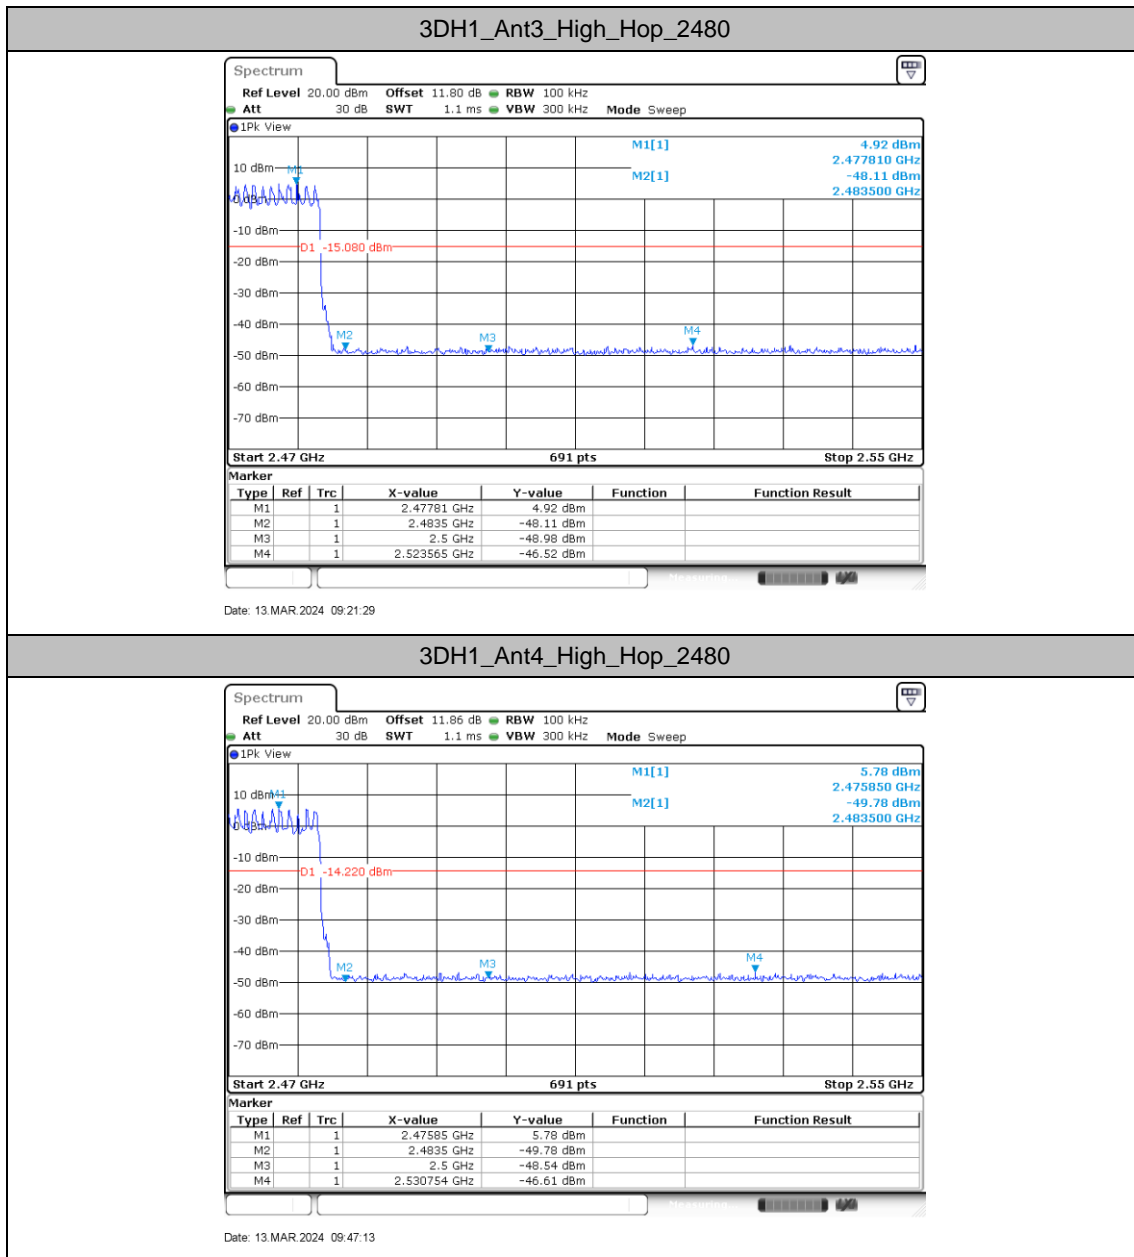 3DH1_Ant3_High_Hop_2480
Spectrum
Ref Level 20.00 dBm Offset 11.80 dB RBW 100 kHz
Att 30 dB SWT 1.1 ms VBW 300 kHz Mode Sweep
1Pk View
M1[1] 4.92 dBm
2.477810 GHz
M2[1] -48.11 dBm
2.483500 GHz
10 dBm
M1
0 dBm
-10 dBm
D1 -15.080 dBm
-20 dBm
-30 dBm
-40 dBm
M2
M3
M4
-50 dBm
-60 dBm
-70 dBm
Start 2.47 GHz 691 pts Stop 2.55 GHz
Marker
Type Ref Trc X-value Y-value Function Function Result
M1 1 2.47781 GHz 4.92 dBm
M2 1 2.4835 GHz -48.11 dBm
M3 1 2.5 GHz -48.98 dBm
M4 1 2.523565 GHz -46.52 dBm
Measuring...
Date: 13.MAR.2024 09:21:29
3DH1_Ant4_High_Hop_2480
Spectrum
Ref Level 20.00 dBm Offset 11.86 dB RBW 100 kHz
Att 30 dB SWT 1.1 ms VBW 300 kHz Mode Sweep
1Pk View
M1[1] 5.78 dBm
2.475850 GHz
M2[1] -49.78 dBm
2.483500 GHz
10 dBm
M1
0 dBm
-10 dBm
D1 -14.220 dBm
-20 dBm
-30 dBm
-40 dBm
M2
M3
M4
-50 dBm
-60 dBm
-70 dBm
Start 2.47 GHz 691 pts Stop 2.55 GHz
Marker
Type Ref Trc X-value Y-value Function Function Result
M1 1 2.47585 GHz 5.78 dBm
M2 1 2.4835 GHz -49.78 dBm
M3 1 2.5 GHz -48.54 dBm
M4 1 2.530754 GHz -46.61 dBm
Measuring...
Date: 13.MAR.2024 09:47:13